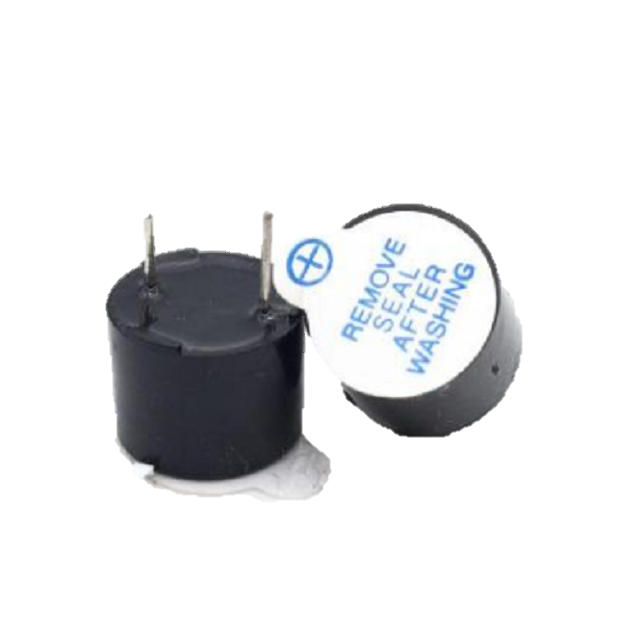 +
REMOVE
SEAL
AFTER
WASHING